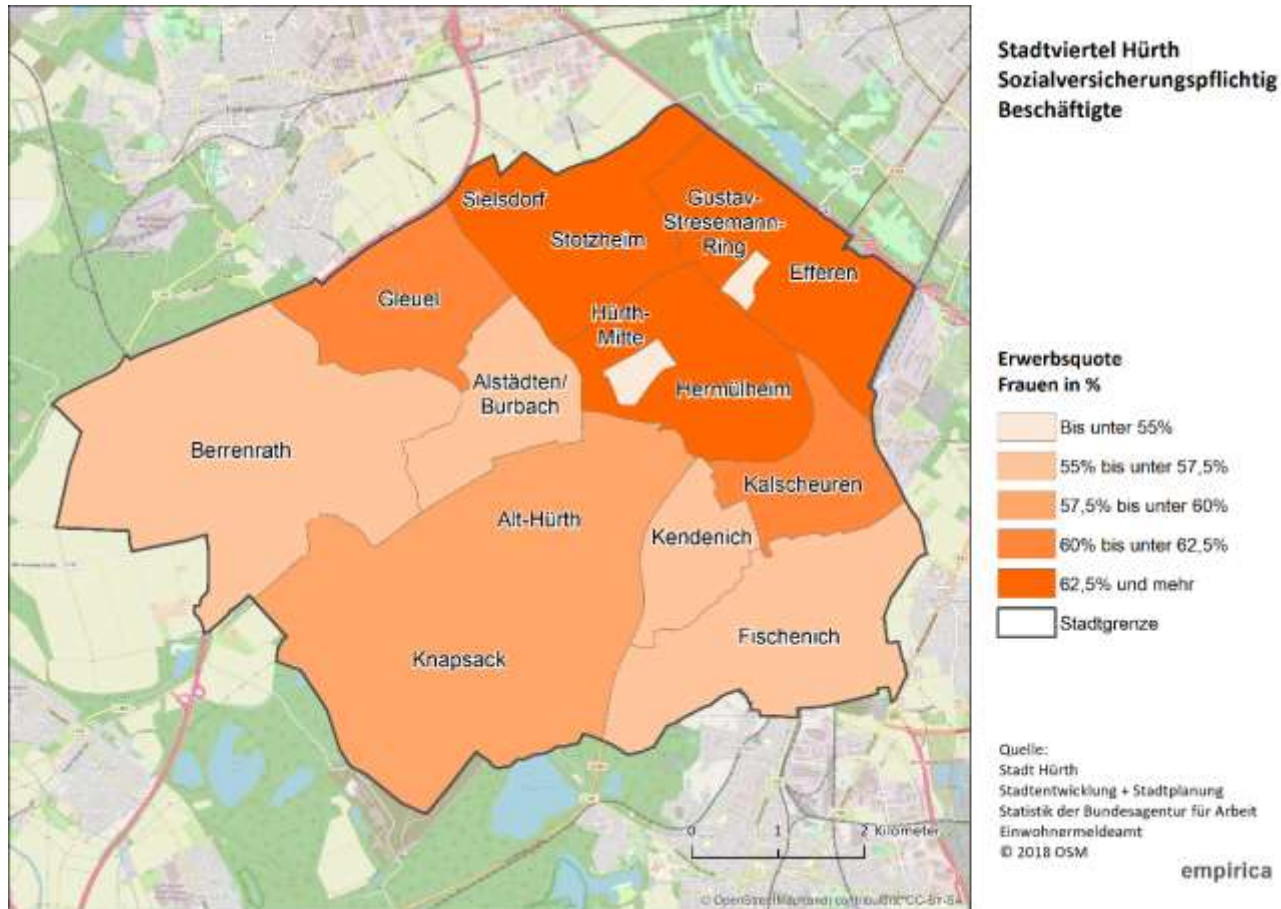 Stadtviertel Hürth
Sozialversicherungspflichtig
Beschäftigte
Sielsdorf
Stotzheim
Gustav-
Stresemann-
Ring
Efferen
Gleuel
Hürth-
Mitte
Alstädten/
Burbach
Hermülheim
Berrenrath
Kalscheuren
Alt-Hürth
Kendenich
Fischenich
Knapsack
0 1 2 Kilometer
Erwerbsquote
Frauen in %
Bis unter 55%
55% bis unter 57,5%
57,5% bis unter 60%
60% bis unter 62,5%
62,5% und mehr
Stadtgrenze
Quelle:
Stadt Hürth
Stadtentwicklung + Stadtplanung
Statistik der Bundesagentur für Arbeit
Einwohnermeldeamt
© 2018 OSM
empirica